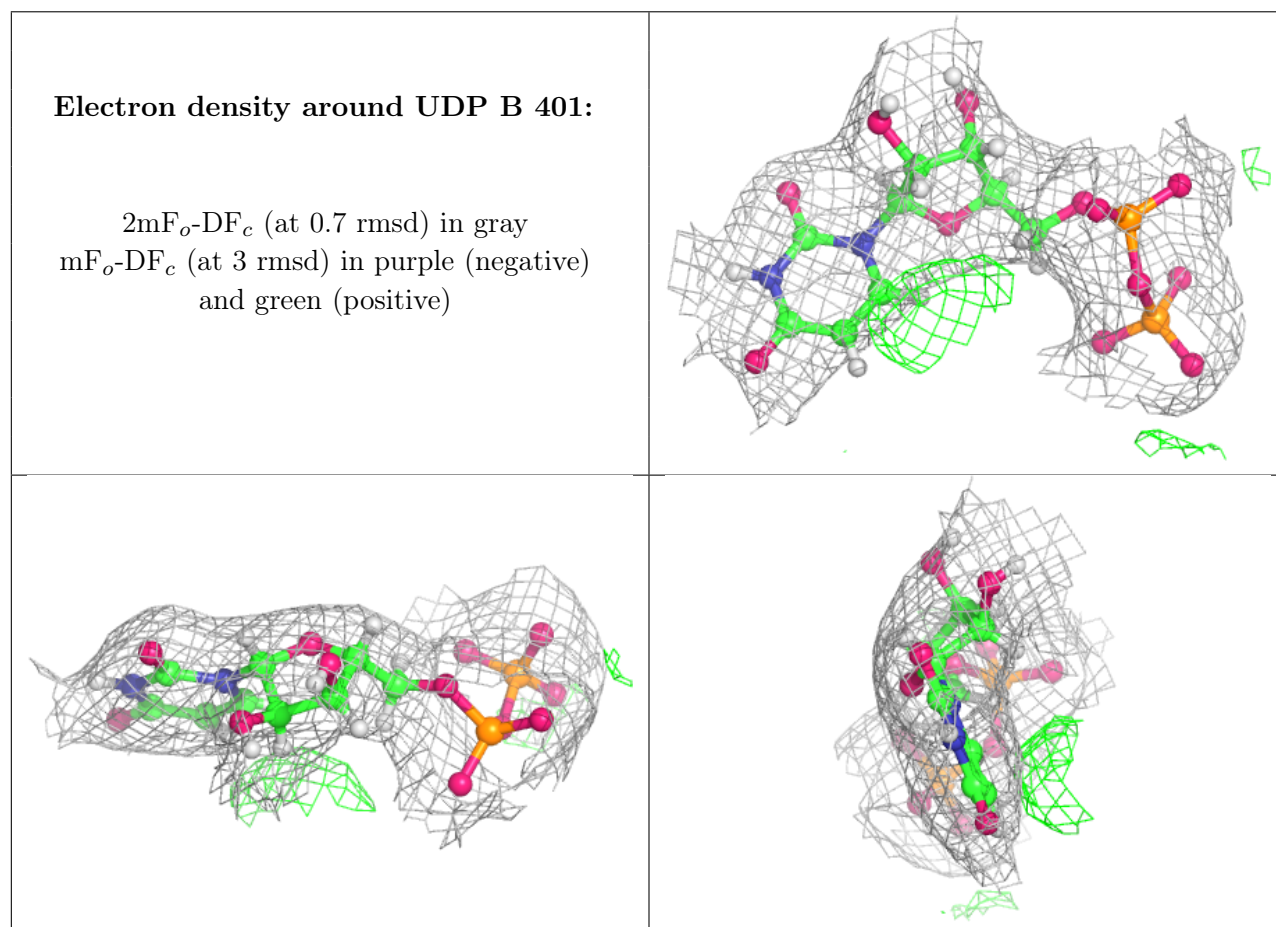 Electron density around UDP B 401:
2mFo-DFc (at 0.7 rmsd) in gray
mFo-DFc (at 3 rmsd) in purple (negative)
and green (positive)